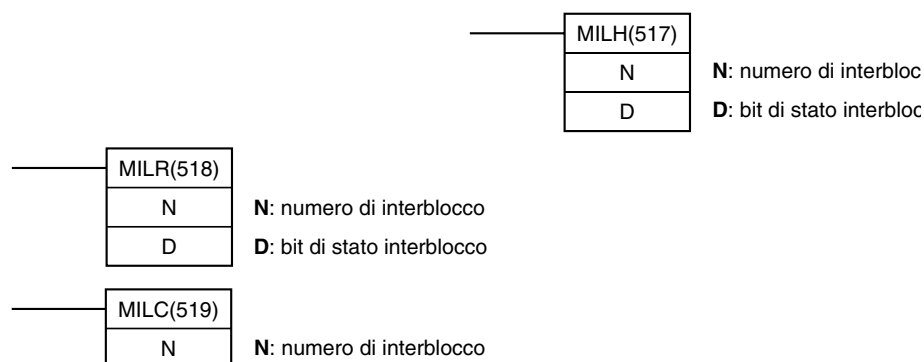 MILH(517)
N
N: numero di interbloc
D
D: bit di stato interbloc
MILR(518)
N
N: numero di interblocco
D
D: bit di stato interblocco
MILC(519)
N
N: numero di interblocco